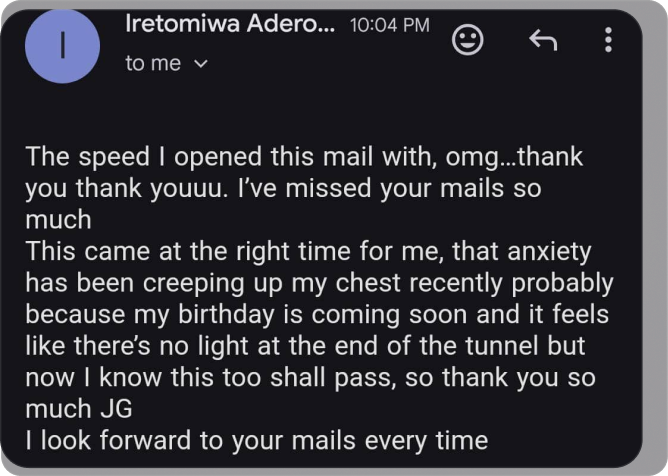 I
Iretomiwa Adero... 10:04 PM
to me
The speed I opened this mail with, omg...thank
you thank youuu. I've missed your mails so
much
This came at the right time for me, that anxiety
has been creeping up my chest recently probably
because my birthday is coming soon and it feels
like there's no light at the end of the tunnel but
now I know this too shall pass, so thank you so
much JG
I look forward to your mails every time